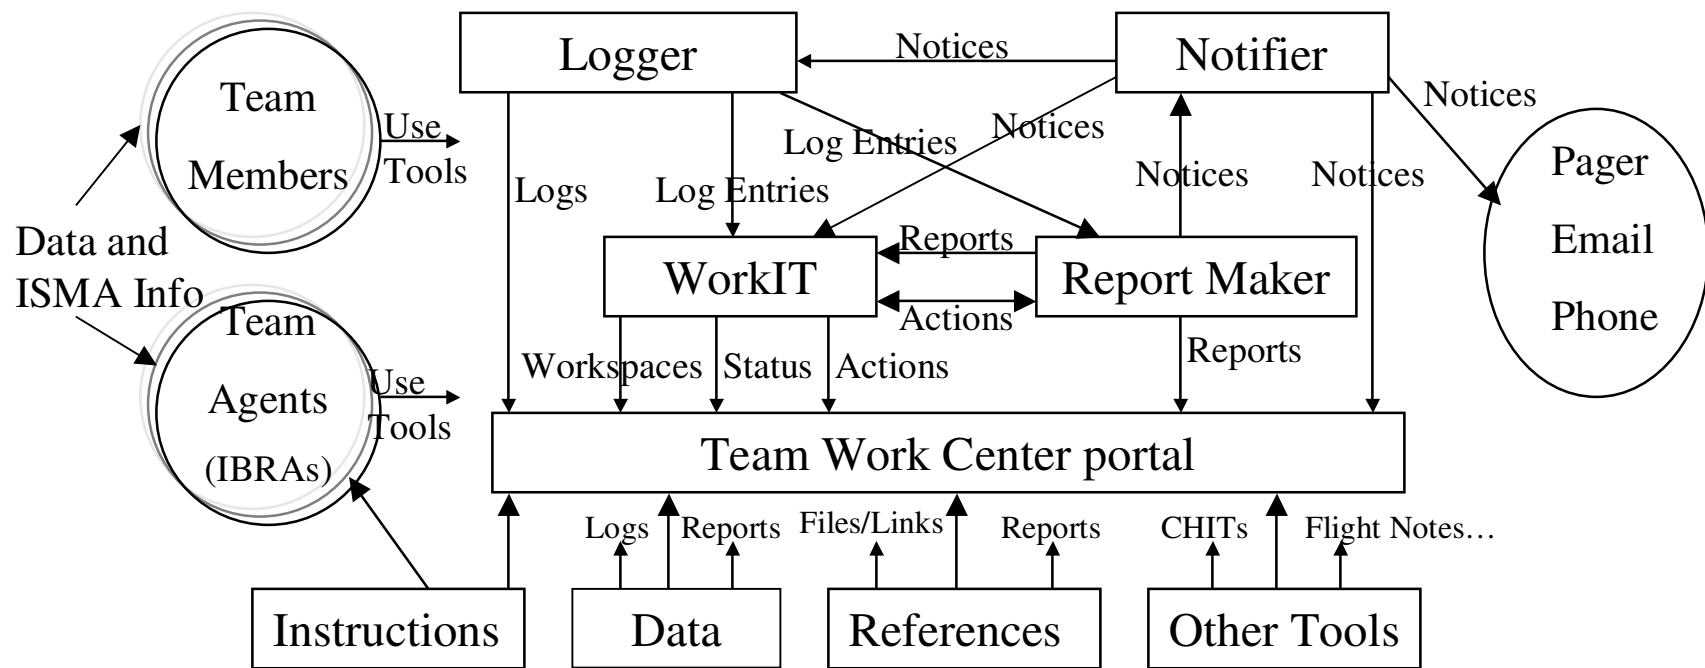 Logger
Notices
Notifier
Notices
Team
Members
Use
Tools
Log Entries
Notices
Logs
Log Entries
Notices
Notices
Pager
Email
Phone
Data and
ISMA Info
WorkIT
Reports
Actions
Report Maker
Team
Agents
(IBRAs)
Use
Tools
Workspaces
Status
Actions
Reports
Team Work Center portal
Logs
Reports
Files/Links
Reports
CHITs
Flight Notes…
Instructions
Data
References
Other Tools